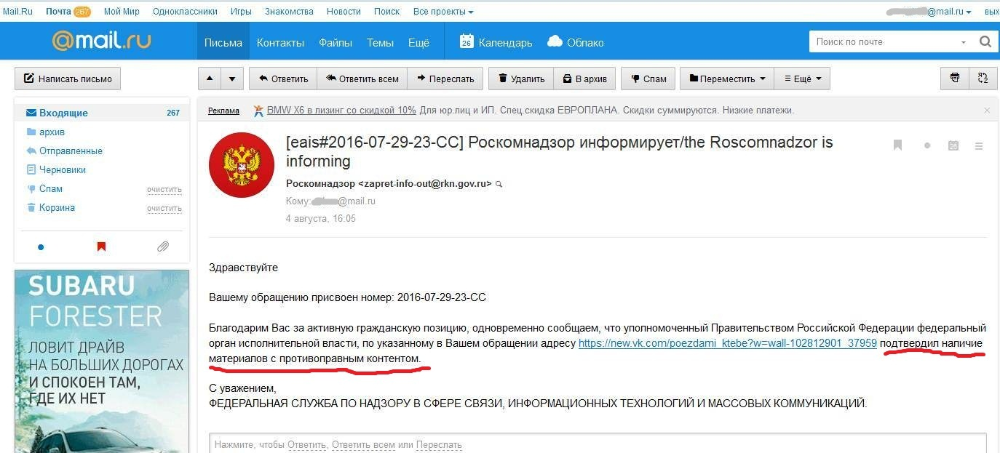 Mail.Ru Почта 267 Мой Мир Одноклассники Игры Знакомства Новости Поиск Все проекты @mail.ru вых
@mail.ru Письма Контакты Файлы Темы Ещё 26 Календарь Облако Поиск по почте
Написать письмо Ответить Ответить всем Переслать Удалить В архив Спам Переместить Ещё
Входящие 267
архив
Отправленные
Черновики
Спам очистить
Корзина очистить
SUBARU
FORESTER
ЛОВИТ ДРАЙВ
НА БОЛЬШИХ ДОРОГАХ
И СПОКОЕН ТАМ,
ГДЕ ИХ НЕТ
Реклама BMW X6 в лизинг со скидкой 10% Для юр.лиц и ИП. Спец.скидка ЕВРОПЛАНА. Скидки суммируются. Низкие платежи.
[eais#2016-07-29-23-CC] Роскомнадзор информирует/the Roscomnadzor is
informing
Роскомнадзор <zapret-info-out@rkn.gov.ru>
Кому: @mail.ru
4 августа, 16:05
Здравствуйте
Вашему обращению присвоен номер: 2016-07-29-23-CC
Благодарим Вас за активную гражданскую позицию, одновременно сообщаем, что уполномоченный Правительством Российской Федерации федеральный
орган исполнительной власти, по указанному в Вашем обращении адресу https://new.vk.com/poezdami_ktebe?w=wall-102812901_37959 подтвердил наличие
материалов с противоправным контентом.
С уважением,
ФЕДЕРАЛЬНАЯ СЛУЖБА ПО НАДЗОРУ В СФЕРЕ СВЯЗИ, ИНФОРМАЦИОННЫХ ТЕХНОЛОГИЙ И МАССОВЫХ КОММУНИКАЦИЙ.
Нажмите, чтобы Ответить, Ответить всем или Переслать